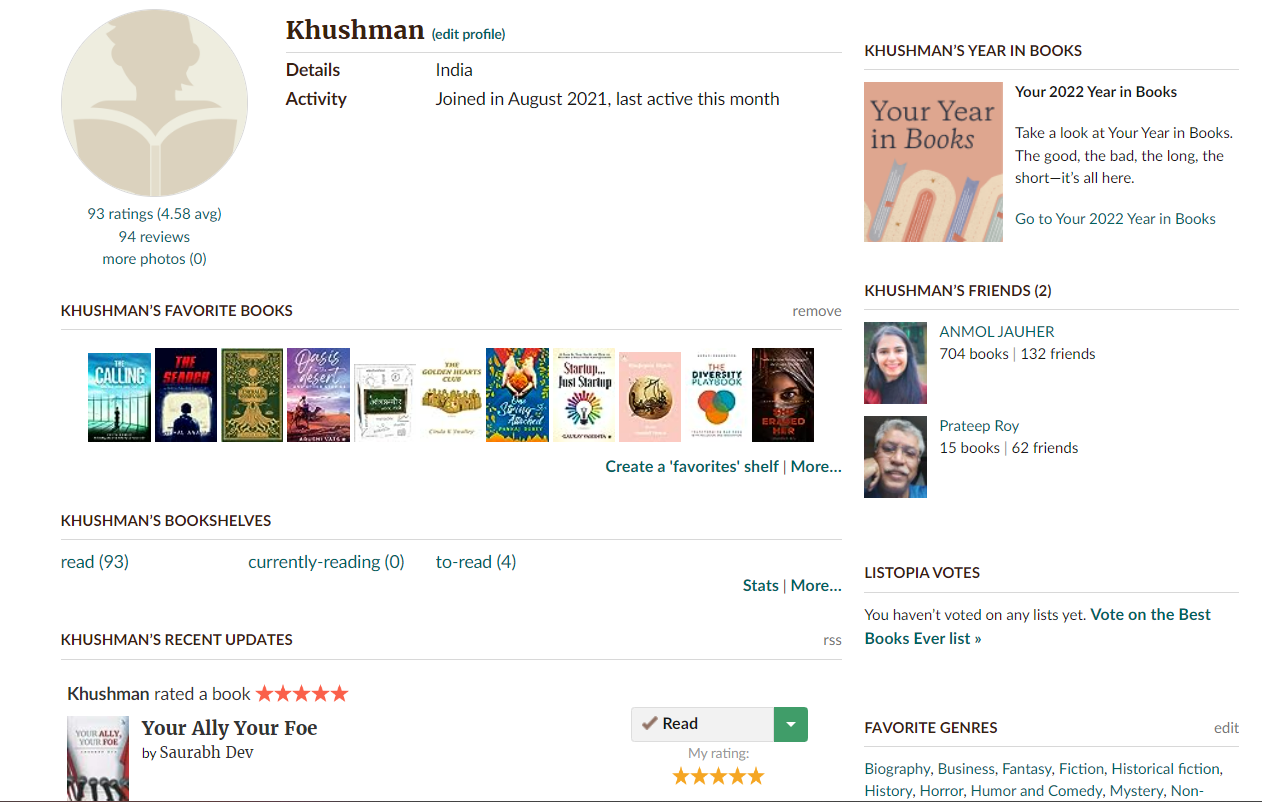 Khushman (edit profile)
Details India
Activity Joined in August 2021, last active this month
93 ratings (4.58 avg)
94 reviews
more photos (0)
KHUSHMAN'S FAVORITE BOOKS remove
THE CALLING
THE SEARCH
Oasis in desert
ARUSHI VATS
THE GOLDEN HEARTS CLUB
One String Attached
PANKAJ DUBEY
Startup...
Just Startup
GAURAV VASHISHTA
THE DIVERSITY PLAYBOOK
Create a 'favorites' shelf | More...
KHUSHMAN'S BOOKSHELVES
read (93) currently-reading (0) to-read (4)
Stats | More...
KHUSHMAN'S RECENT UPDATES rss
Khushman rated a book
Your Ally Your Foe
by Saurabh Dev
YOUR ALLY,
YOUR FOE
Read
My rating:
KHUSHMAN'S YEAR IN BOOKS
Your Year
in Books
Your 2022 Year in Books
Take a look at Your Year in Books.
The good, the bad, the long, the
short—it's all here.
Go to Your 2022 Year in Books
KHUSHMAN'S FRIENDS (2)
ANMOL JAUHER
704 books | 132 friends
Prateep Roy
15 books | 62 friends
LISTOPIA VOTES
You haven't voted on any lists yet. Vote on the Best
Books Ever list »
FAVORITE GENRES edit
Biography, Business, Fantasy, Fiction, Historical fiction,
History, Horror, Humor and Comedy, Mystery, Non-